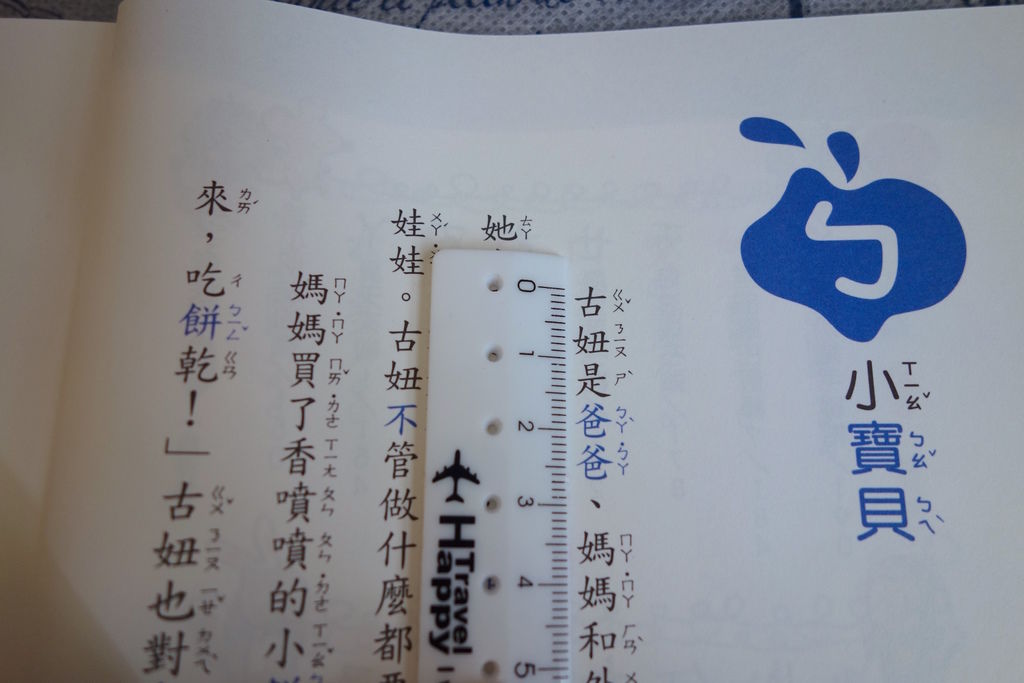 ㄅ
小寶貝
古妞是爸爸、媽媽和外
她
娃娃。古妞不管做什麼都要
媽媽買了香噴噴的小餅
來，吃餅乾！」古妞也對
0 1 2 3 4 5
Travel
Happy